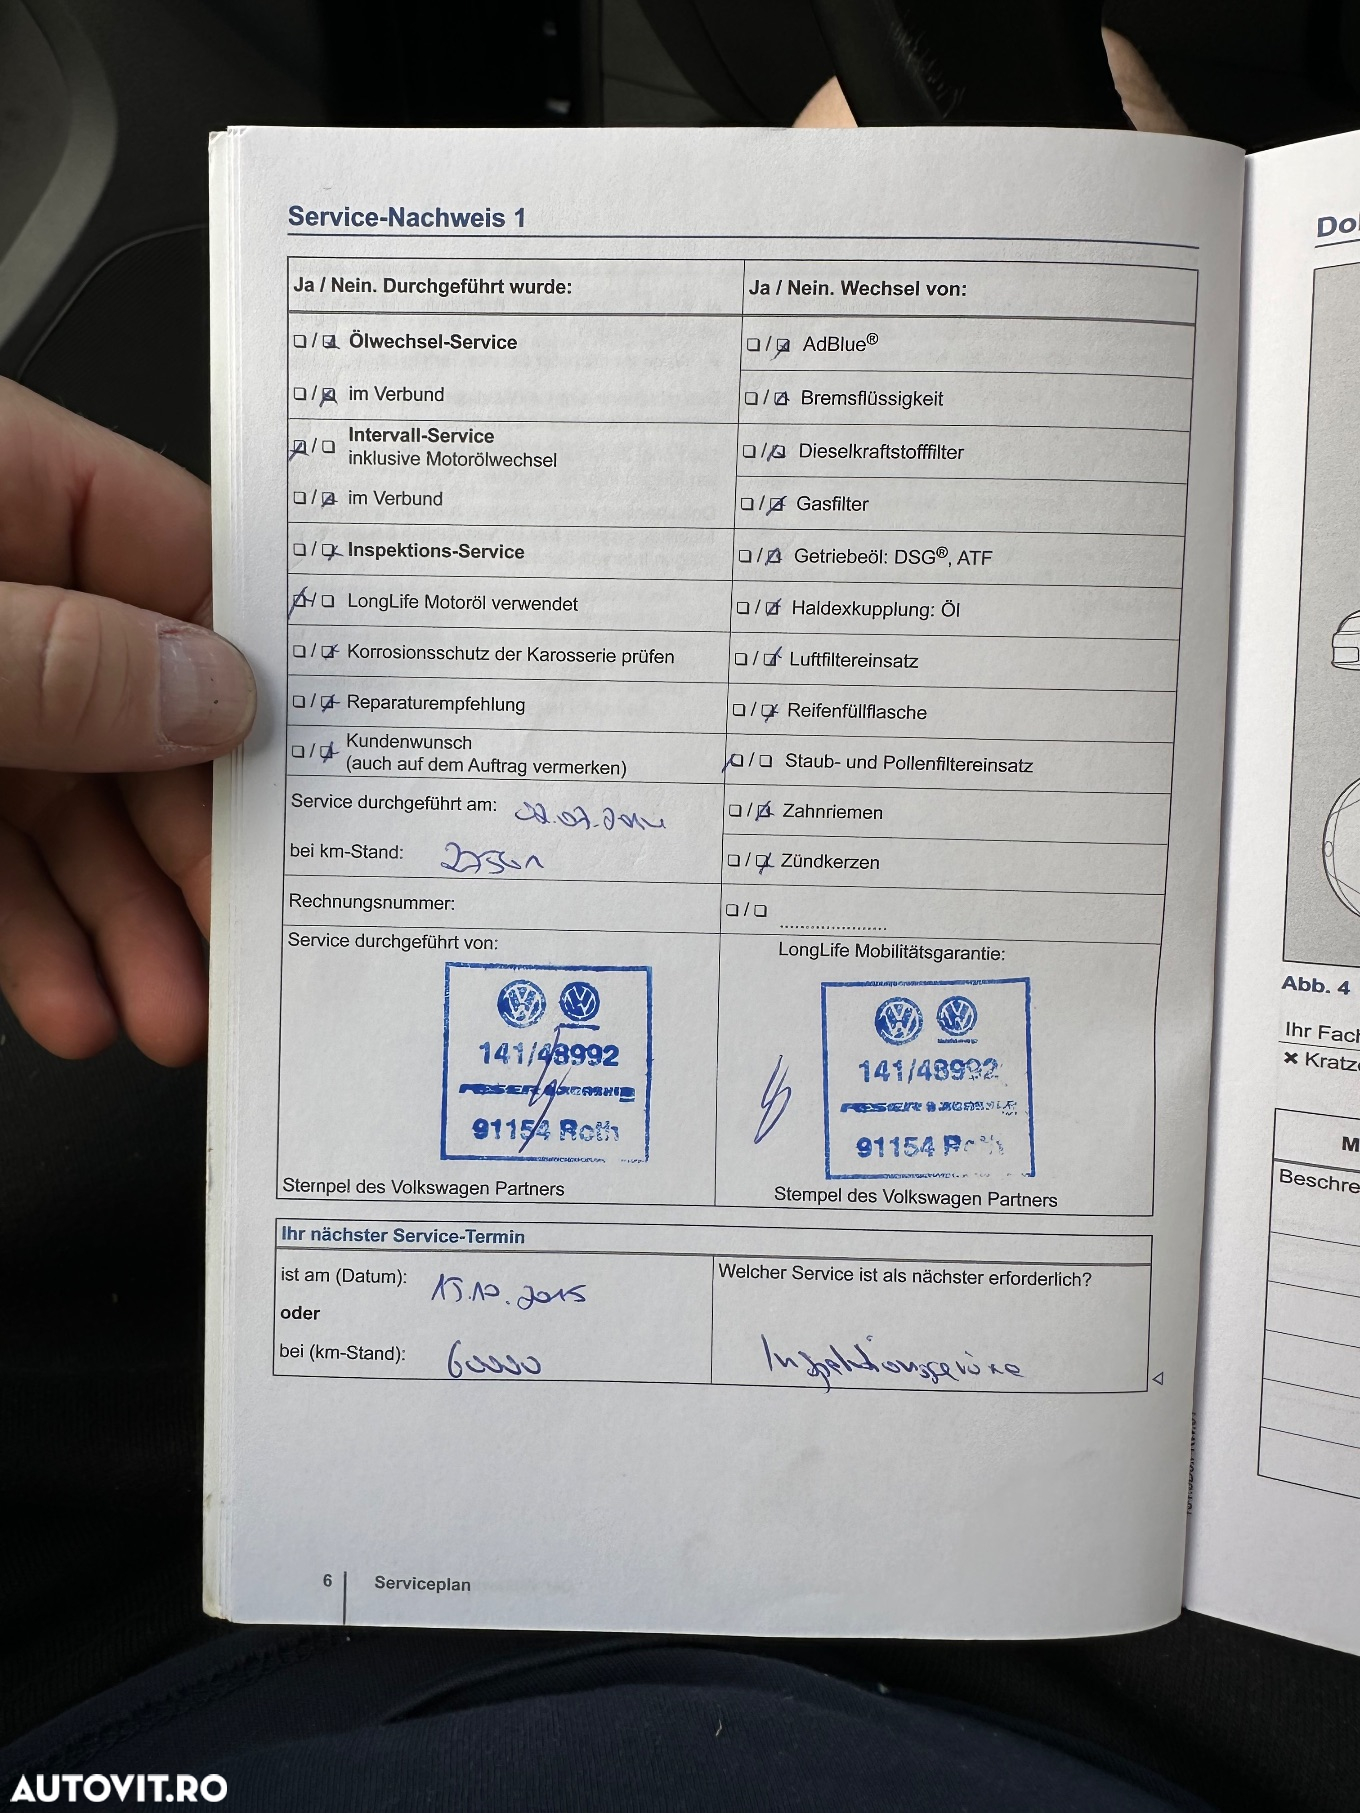 Service-Nachweis 1
Ja / Nein. Durchgeführt wurde:
Ölwechsel-Service
im Verbund
Intervall-Service
inklusive Motorölwechsel
im Verbund
Inspektions-Service
LongLife Motoröl verwendet
Korrosionsschutz der Karosserie prüfen
Reparaturempfehlung
Kundenwunsch
(auch auf dem Auftrag vermerken)
Service durchgeführt am:
bei km-Stand:
Rechnungsnummer:
Ja / Nein. Wechsel von:
AdBlue®
Bremsflüssigkeit
Dieselkraftstofffilter
Gasfilter
Getriebeöl: DSG®, ATF
Haldexkupplung: Öl
Luftfiltereinsatz
Reifenfüllflasche
Staub- und Pollenfiltereinsatz
Zahnriemen
Zündkerzen
Service durchgeführt von:
141/48992
91154 Roth
Stempel des Volkswagen Partners
LongLife Mobilitätsgarantie:
141/48992
91154
Stempel des Volkswagen Partners
Ihr nächster Service-Termin
ist am (Datum): 15.10.2015
oder
bei (km-Stand): 60000
Welcher Service ist als nächster erforderlich?
6 Serviceplan
Abb. 4
Ihr
AUTOVIT.RO